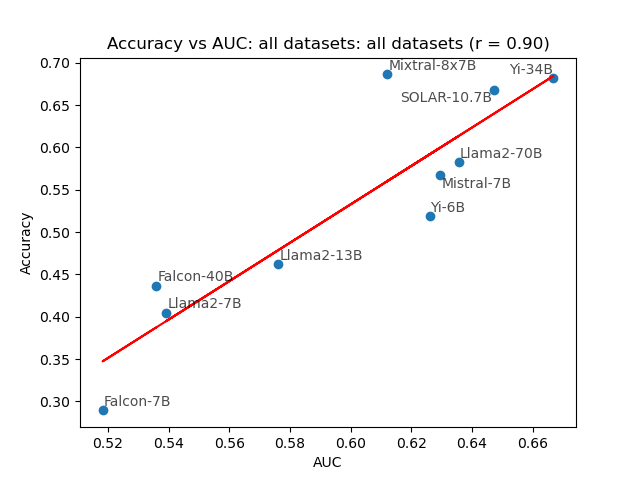 Accuracy vs AUC: all datasets: all datasets (r = 0.90)
0.70
Mixtral-8x7B
Yi-34B
0.65
SOLAR-10.7B
0.60
Llama2-70B
0.55
Mistral-7B
Yi-6B
0.50
Accuracy
Llama2-13B
0.45
Falcon-40B
0.40
Llama2-7B
0.35
Falcon-7B
0.30
0.52 0.54 0.56 0.58 0.60 0.62 0.64 0.66
AUC